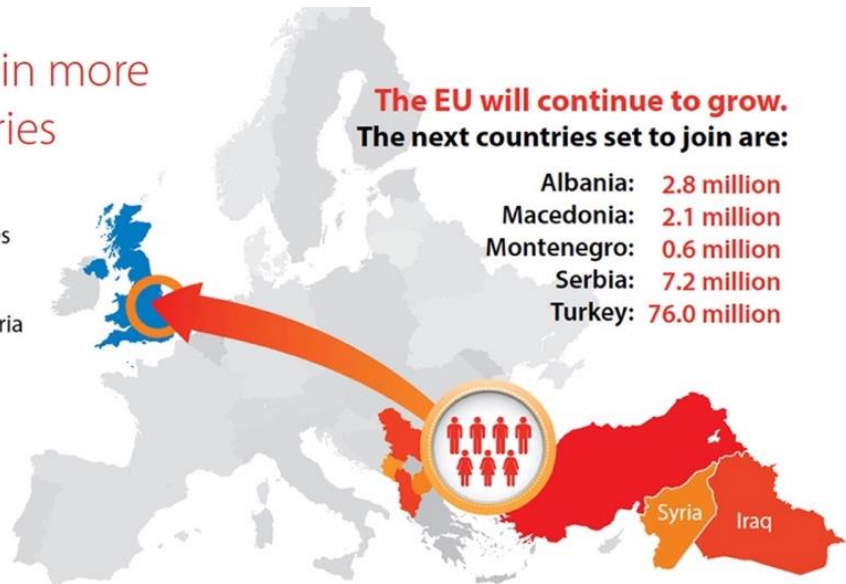 in more
ries
The EU will continue to grow.
The next countries set to join are:
Albania: 2.8 million
Macedonia: 2.1 million
Montenegro: 0.6 million
Serbia: 7.2 million
Turkey: 76.0 million
s
ria
Syria
Iraq